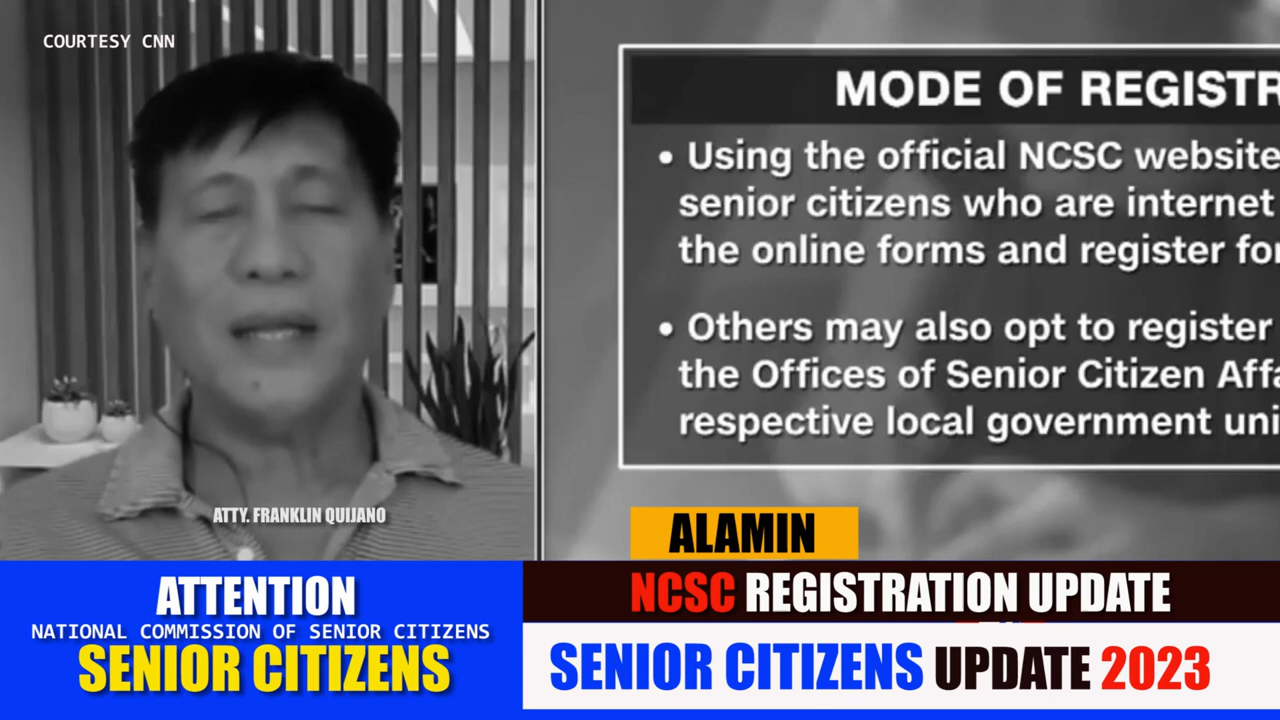 COURTESY CNN
MODE OF REGISTR
• Using the official NCSC website
senior citizens who are internet
the online forms and register for
• Others may also opt to register
the Offices of Senior Citizen Affa
respective local government uni
ATTY. FRANKLIN QUIJANO
ALAMIN
ATTENTION
NATIONAL COMMISSION OF SENIOR CITIZENS
SENIOR CITIZENS
NCSC REGISTRATION UPDATE
SENIOR CITIZENS UPDATE 2023